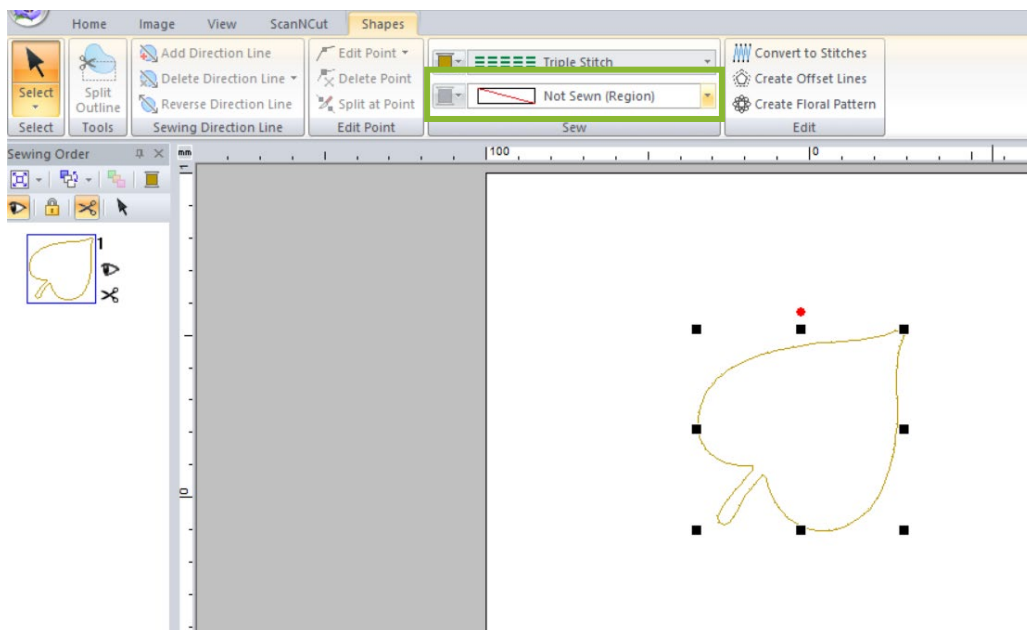 Home Image View ScanNCut Shapes
Select
Split Outline
Add Direction Line
Delete Direction Line
Reverse Direction Line
Edit Point
Delete Point
Split at Point
Triple Stitch
Not Sewn (Region)
Convert to Stitches
Create Offset Lines
Create Floral Pattern
Select Tools Sewing Direction Line Edit Point Sew Edit
Sewing Order
mm
100 0
1
0